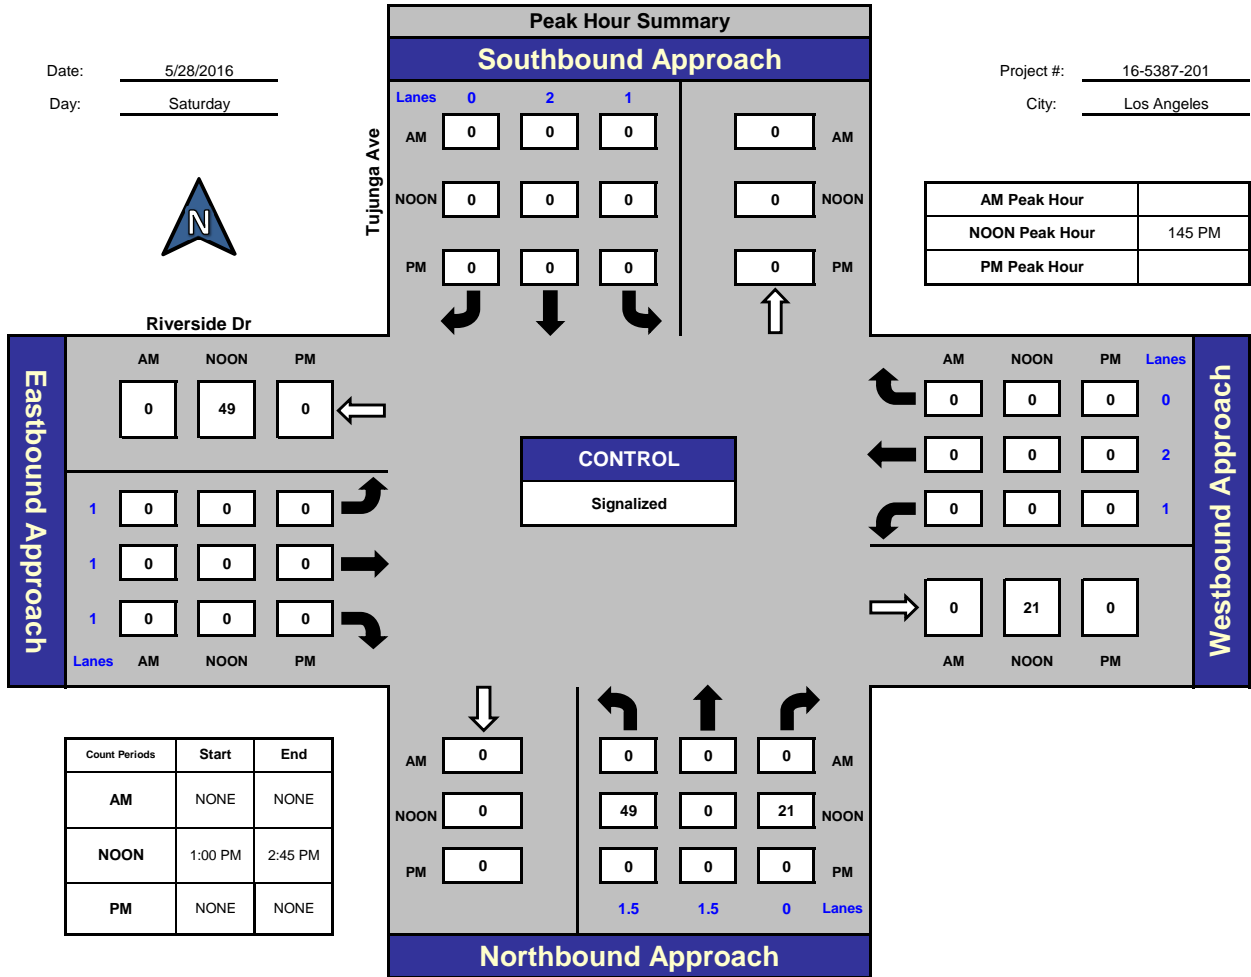 Peak Hour Summary
Southbound Approach
Date: 5/28/2016
Day: Saturday
Project #: 16-5387-201
City: Los Angeles
N
Tujunga Ave
Lanes 0 2 1
AM 0 0 0 0 AM
NOON 0 0 0 0 NOON
PM 0 0 0 0 PM
AM Peak Hour
NOON Peak Hour 145 PM
PM Peak Hour
Riverside Dr
Eastbound Approach
AM NOON PM
0 49 0
1 0 0 0
1 0 0 0
1 0 0 0
Lanes AM NOON PM
CONTROL
Signalized
AM NOON PM Lanes
0 0 0 0
0 0 0 2
0 0 0 1
0 21 0
AM NOON PM
Westbound Approach
Count Periods Start End
AM NONE NONE
NOON 1:00 PM 2:45 PM
PM NONE NONE
AM 0 0 0 0 AM
NOON 0 49 0 21 NOON
PM 0 0 0 0 PM
1.5 1.5 0 Lanes
Northbound Approach